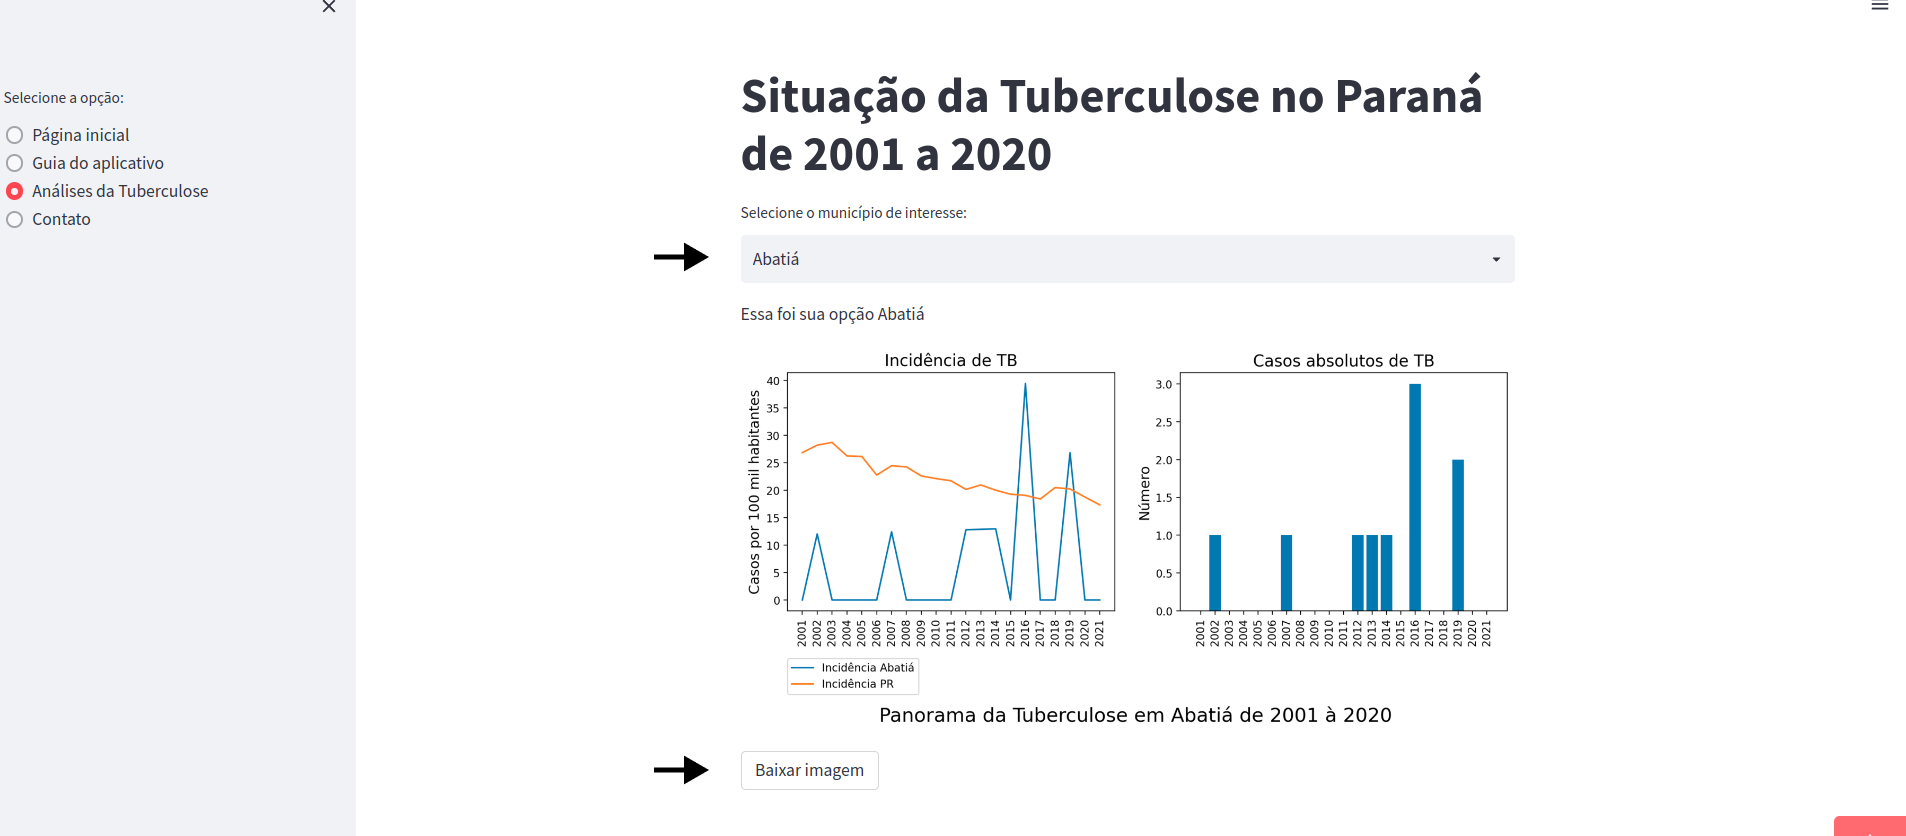 Selecione a opção:
Página inicial
Guia do aplicativo
Análises da Tuberculose
Contato
Situação da Tuberculose no Paraná
de 2001 a 2020
Selecione o município de interesse:
Abatiá
Essa foi sua opção Abatiá
Incidência de TB
Casos por 100 mil habitantes
40
35
30
25
20
15
10
5
0
2001 2002 2003 2004 2005 2006 2007 2008 2009 2010 2011 2012 2013 2014 2015 2016 2017 2018 2019 2020 2021
Incidência Abatiá
Incidência PR
Casos absolutos de TB
Número
3.0
2.5
2.0
1.5
1.0
0.5
0.0
2001 2002 2003 2004 2005 2006 2007 2008 2009 2010 2011 2012 2013 2014 2015 2016 2017 2018 2019 2020 2021
Panorama da Tuberculose em Abatiá de 2001 à 2020
Baixar imagem